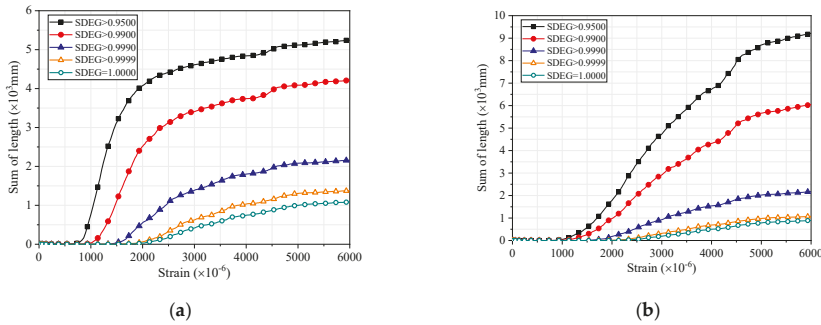 SDEG>0.9500
SDEG>0.9900
SDEG>0.9990
SDEG>0.9999
SDEG=1.0000
Sum of length (×10³mm)
6
5
4
3
2
1
0
0 1000 2000 3000 4000 5000 6000
Strain (×10⁻⁶)
(a)
SDEG>0.9500
SDEG>0.9900
SDEG>0.9990
SDEG>0.9999
SDEG=1.0000
Sum of length (×10³mm)
10
9
8
7
6
5
4
3
2
1
0
0 1000 2000 3000 4000 5000 6000
Strain (×10⁻⁶)
(b)